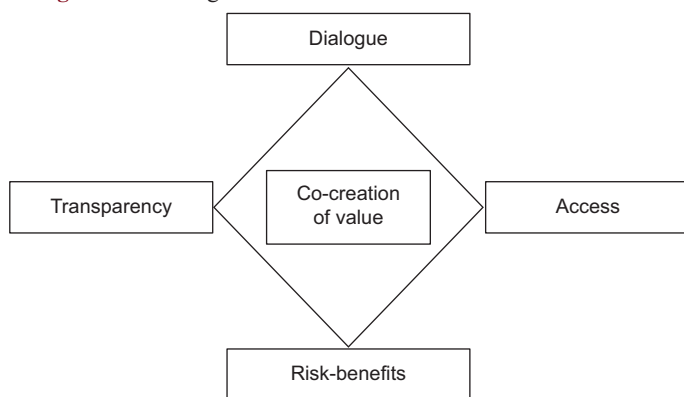 Dialogue
Transparency
Co-creation
of value
Access
Risk-benefits